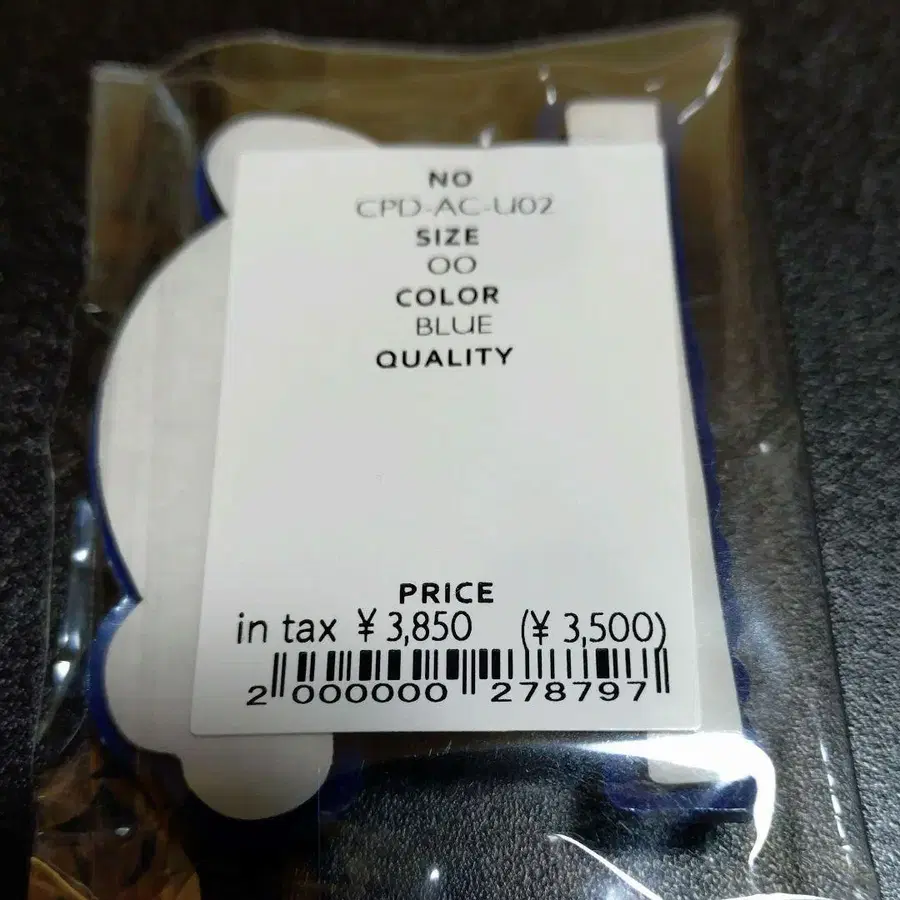 NO
CPD-AC-U02
SIZE
OO
COLOR
BLUE
QUALITY
PRICE
in tax ¥ 3,850 (¥ 3,500)
2 000000 278797